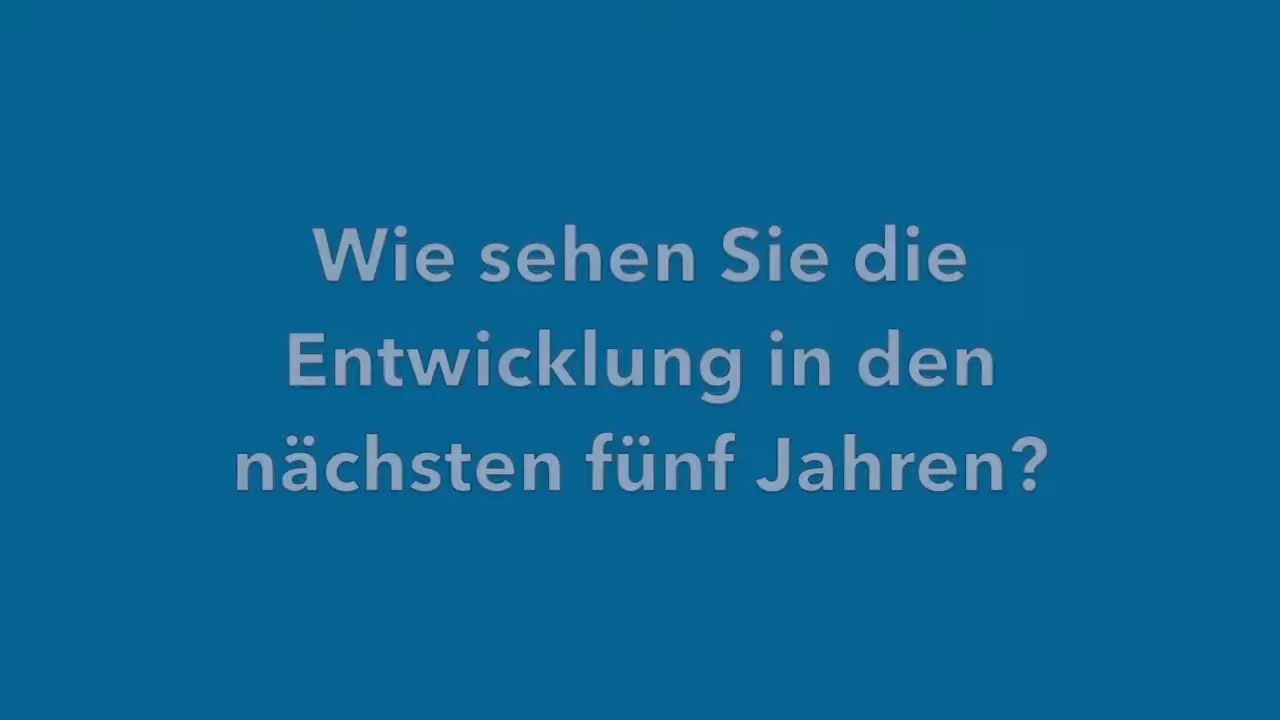 Wie sehen Sie die
Entwicklung in den
nächsten fünf Jahren?